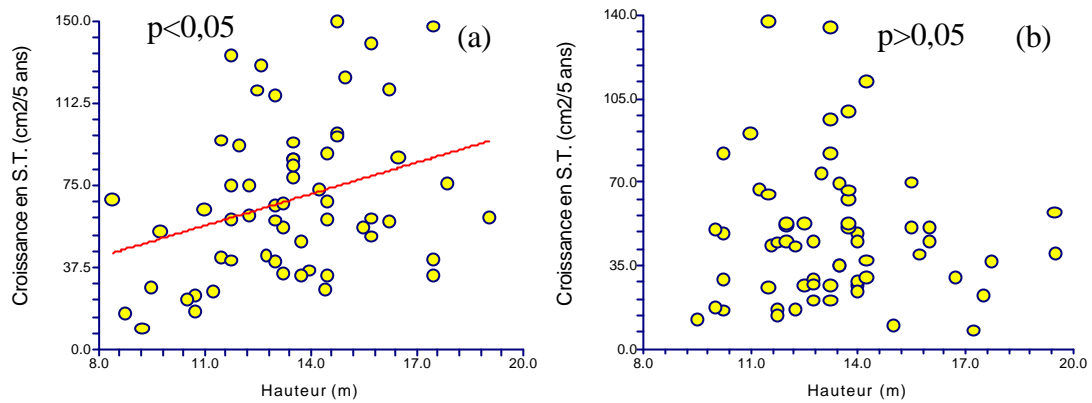 p<0,05
(a)
Croissance en S.T. (cm2/5 ans)
150.0
112.5
75.0
37.5
0.0
8.0 11.0 14.0 17.0 20.0
Hauteur (m)
p>0,05
(b)
Croissance en S.T. (cm2/5 ans)
140.0
105.0
70.0
35.0
0.0
8.0 11.0 14.0 17.0 20.0
Hauteur (m)